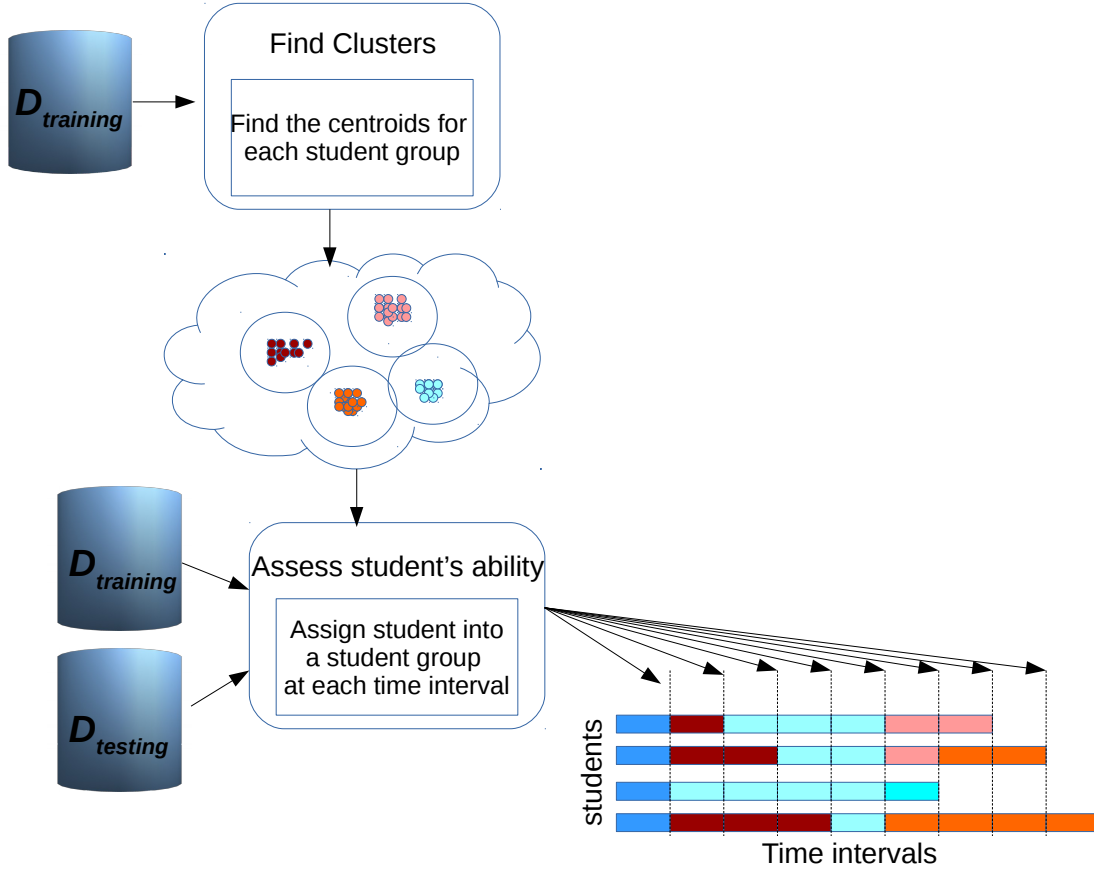 Find Clusters
D training
Find the centroids for
each student group
D training
Assess student's ability
Assign student into
a student group
at each time interval
D testing
students
Time intervals